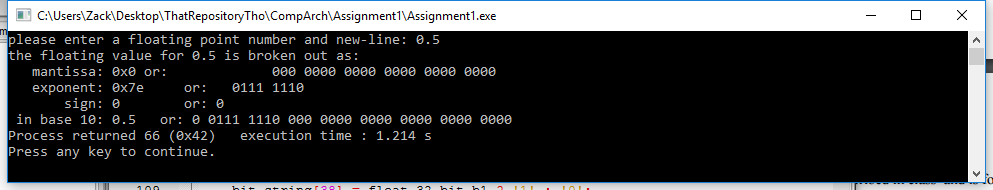 C:\Users\Zack\Desktop\ThatRepositoryTho\CompArch\Assignment1\Assignment1.exe
please enter a floating point number and new-line: 0.5
the floating value for 0.5 is broken out as:
mantissa: 0x0 or: 000 0000 0000 0000 0000 0000
exponent: 0x7e or: 0111 1110
sign: 0 or: 0
in base 10: 0.5 or: 0 0111 1110 000 0000 0000 0000 0000 0000
Process returned 66 (0x42) execution time : 1.214 s
Press any key to continue.